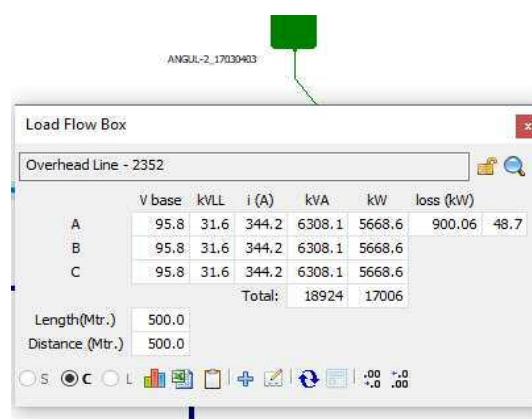 ANGUL-2_17030403
Load Flow Box
x
Overhead Line - 2352
V base kVLL i (A) kVA kW loss (kW)
A 95.8 31.6 344.2 6308.1 5668.6 900.06 48.7
B 95.8 31.6 344.2 6308.1 5668.6
C 95.8 31.6 344.2 6308.1 5668.6
Total: 18924 17006
Length(Mtr.) 500.0
Distance (Mtr.) 500.0
S C L .00 +.0 +.0 .00